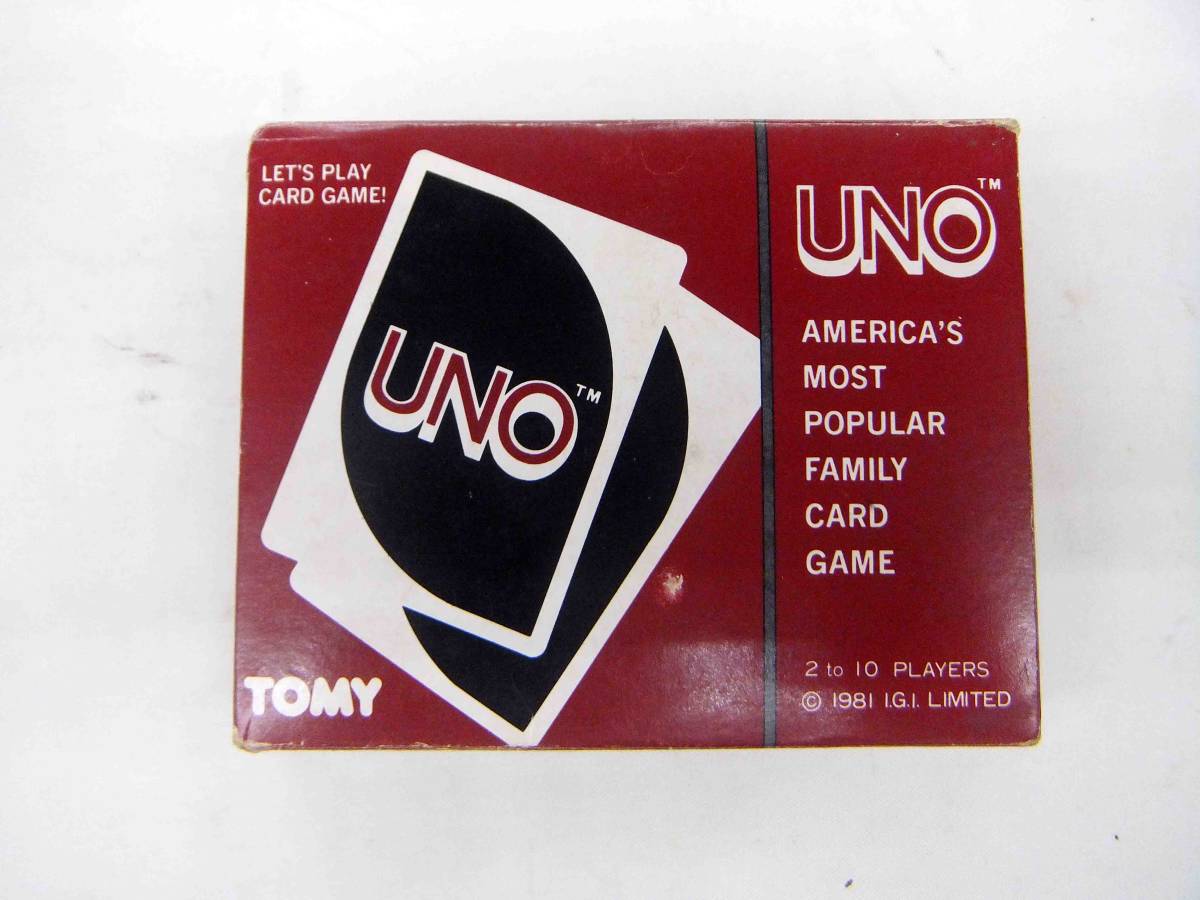 LET'S PLAY
CARD GAME!
UNO™
TOMY
UNO™
AMERICA'S
MOST
POPULAR
FAMILY
CARD
GAME
2 to 10 PLAYERS
© 1981 I.G.I. LIMITED